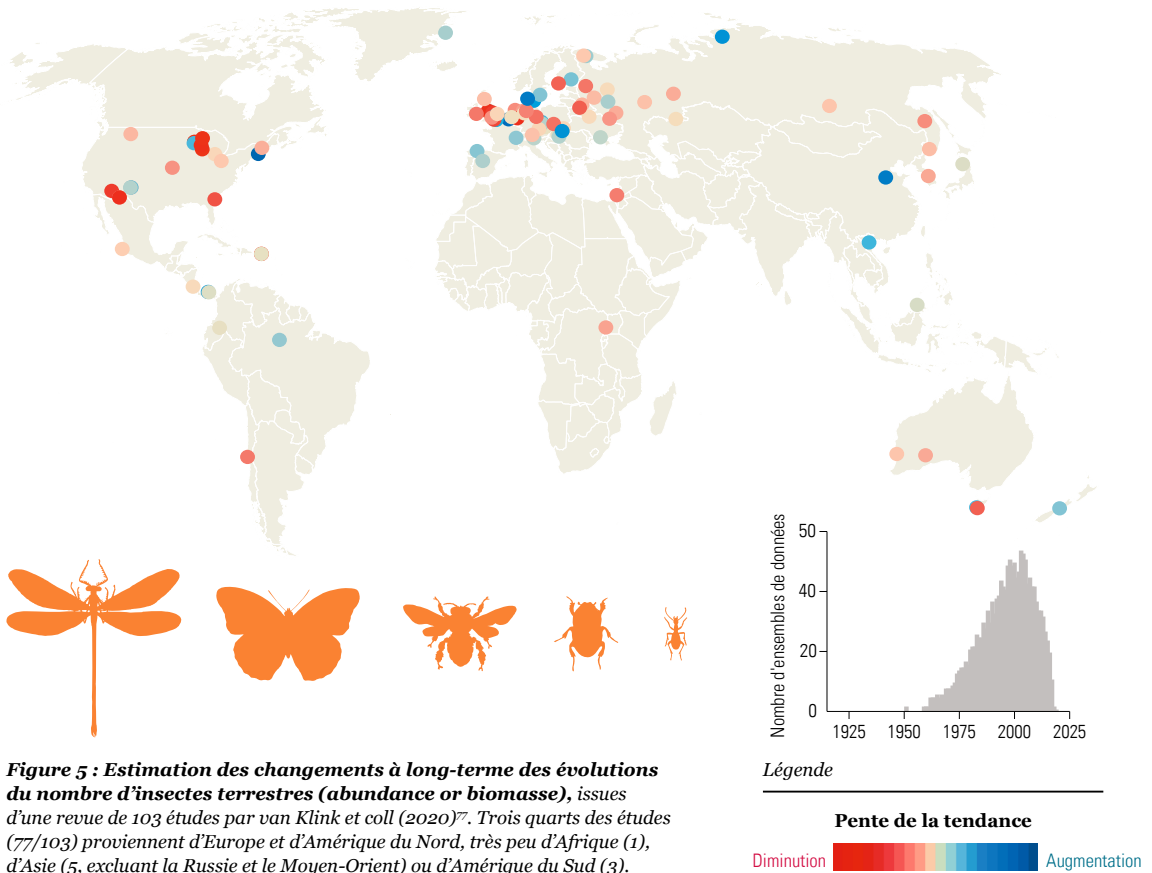 50
40
20
0
Nombre d'ensembles de données
1925 1950 1975 2000 2025
Figure 5 : Estimation des changements à long-terme des évolutions
du nombre d'insectes terrestres (abundance or biomasse), issues
d'une revue de 103 études par van Klink et coll (2020)77. Trois quarts des études
(77/103) proviennent d'Europe et d'Amérique du Nord, très peu d'Afrique (1),
d'Asie (5, excluant la Russie et le Moyen-Orient) ou d'Amérique du Sud (3).
Légende
Pente de la tendance
Diminution Augmentation